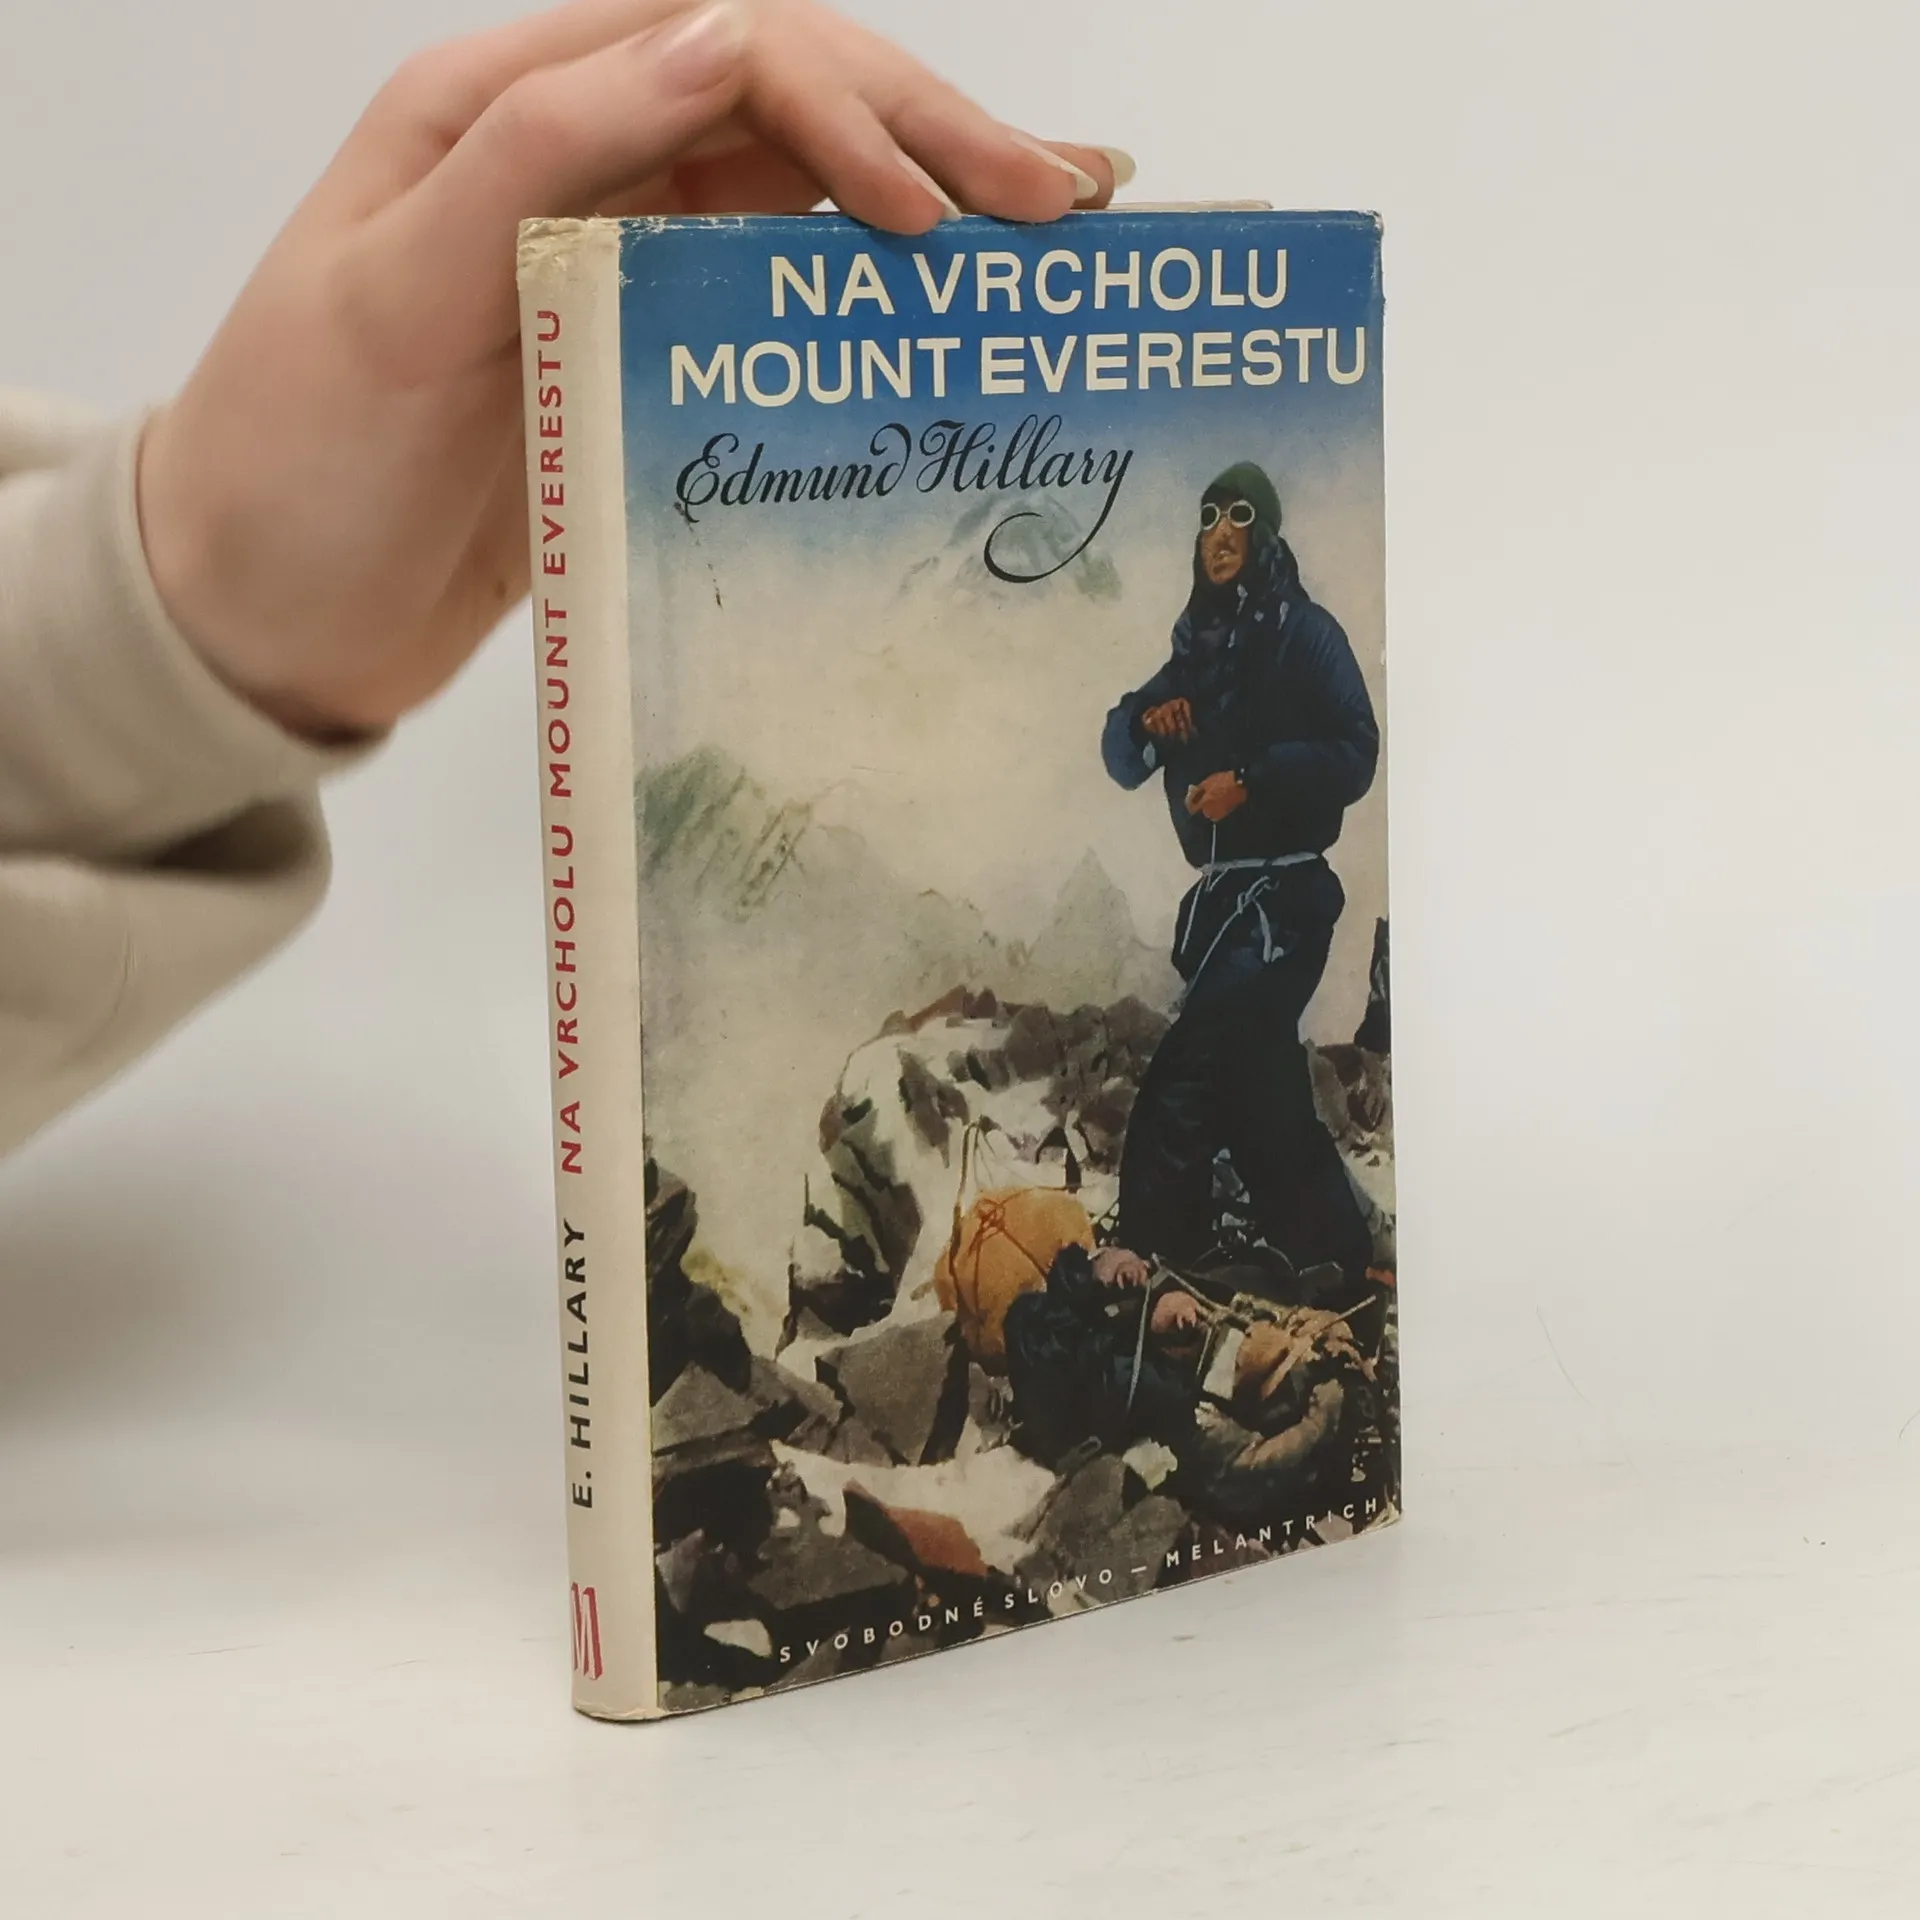 NA VRCHOLU
MOUNT EVERESTU
Edmund Hillary
SVOBODNÉ SLOVO — MELANTRICH
E. HILLARY NA VRCHOLU MOUNT EVERESTU
M